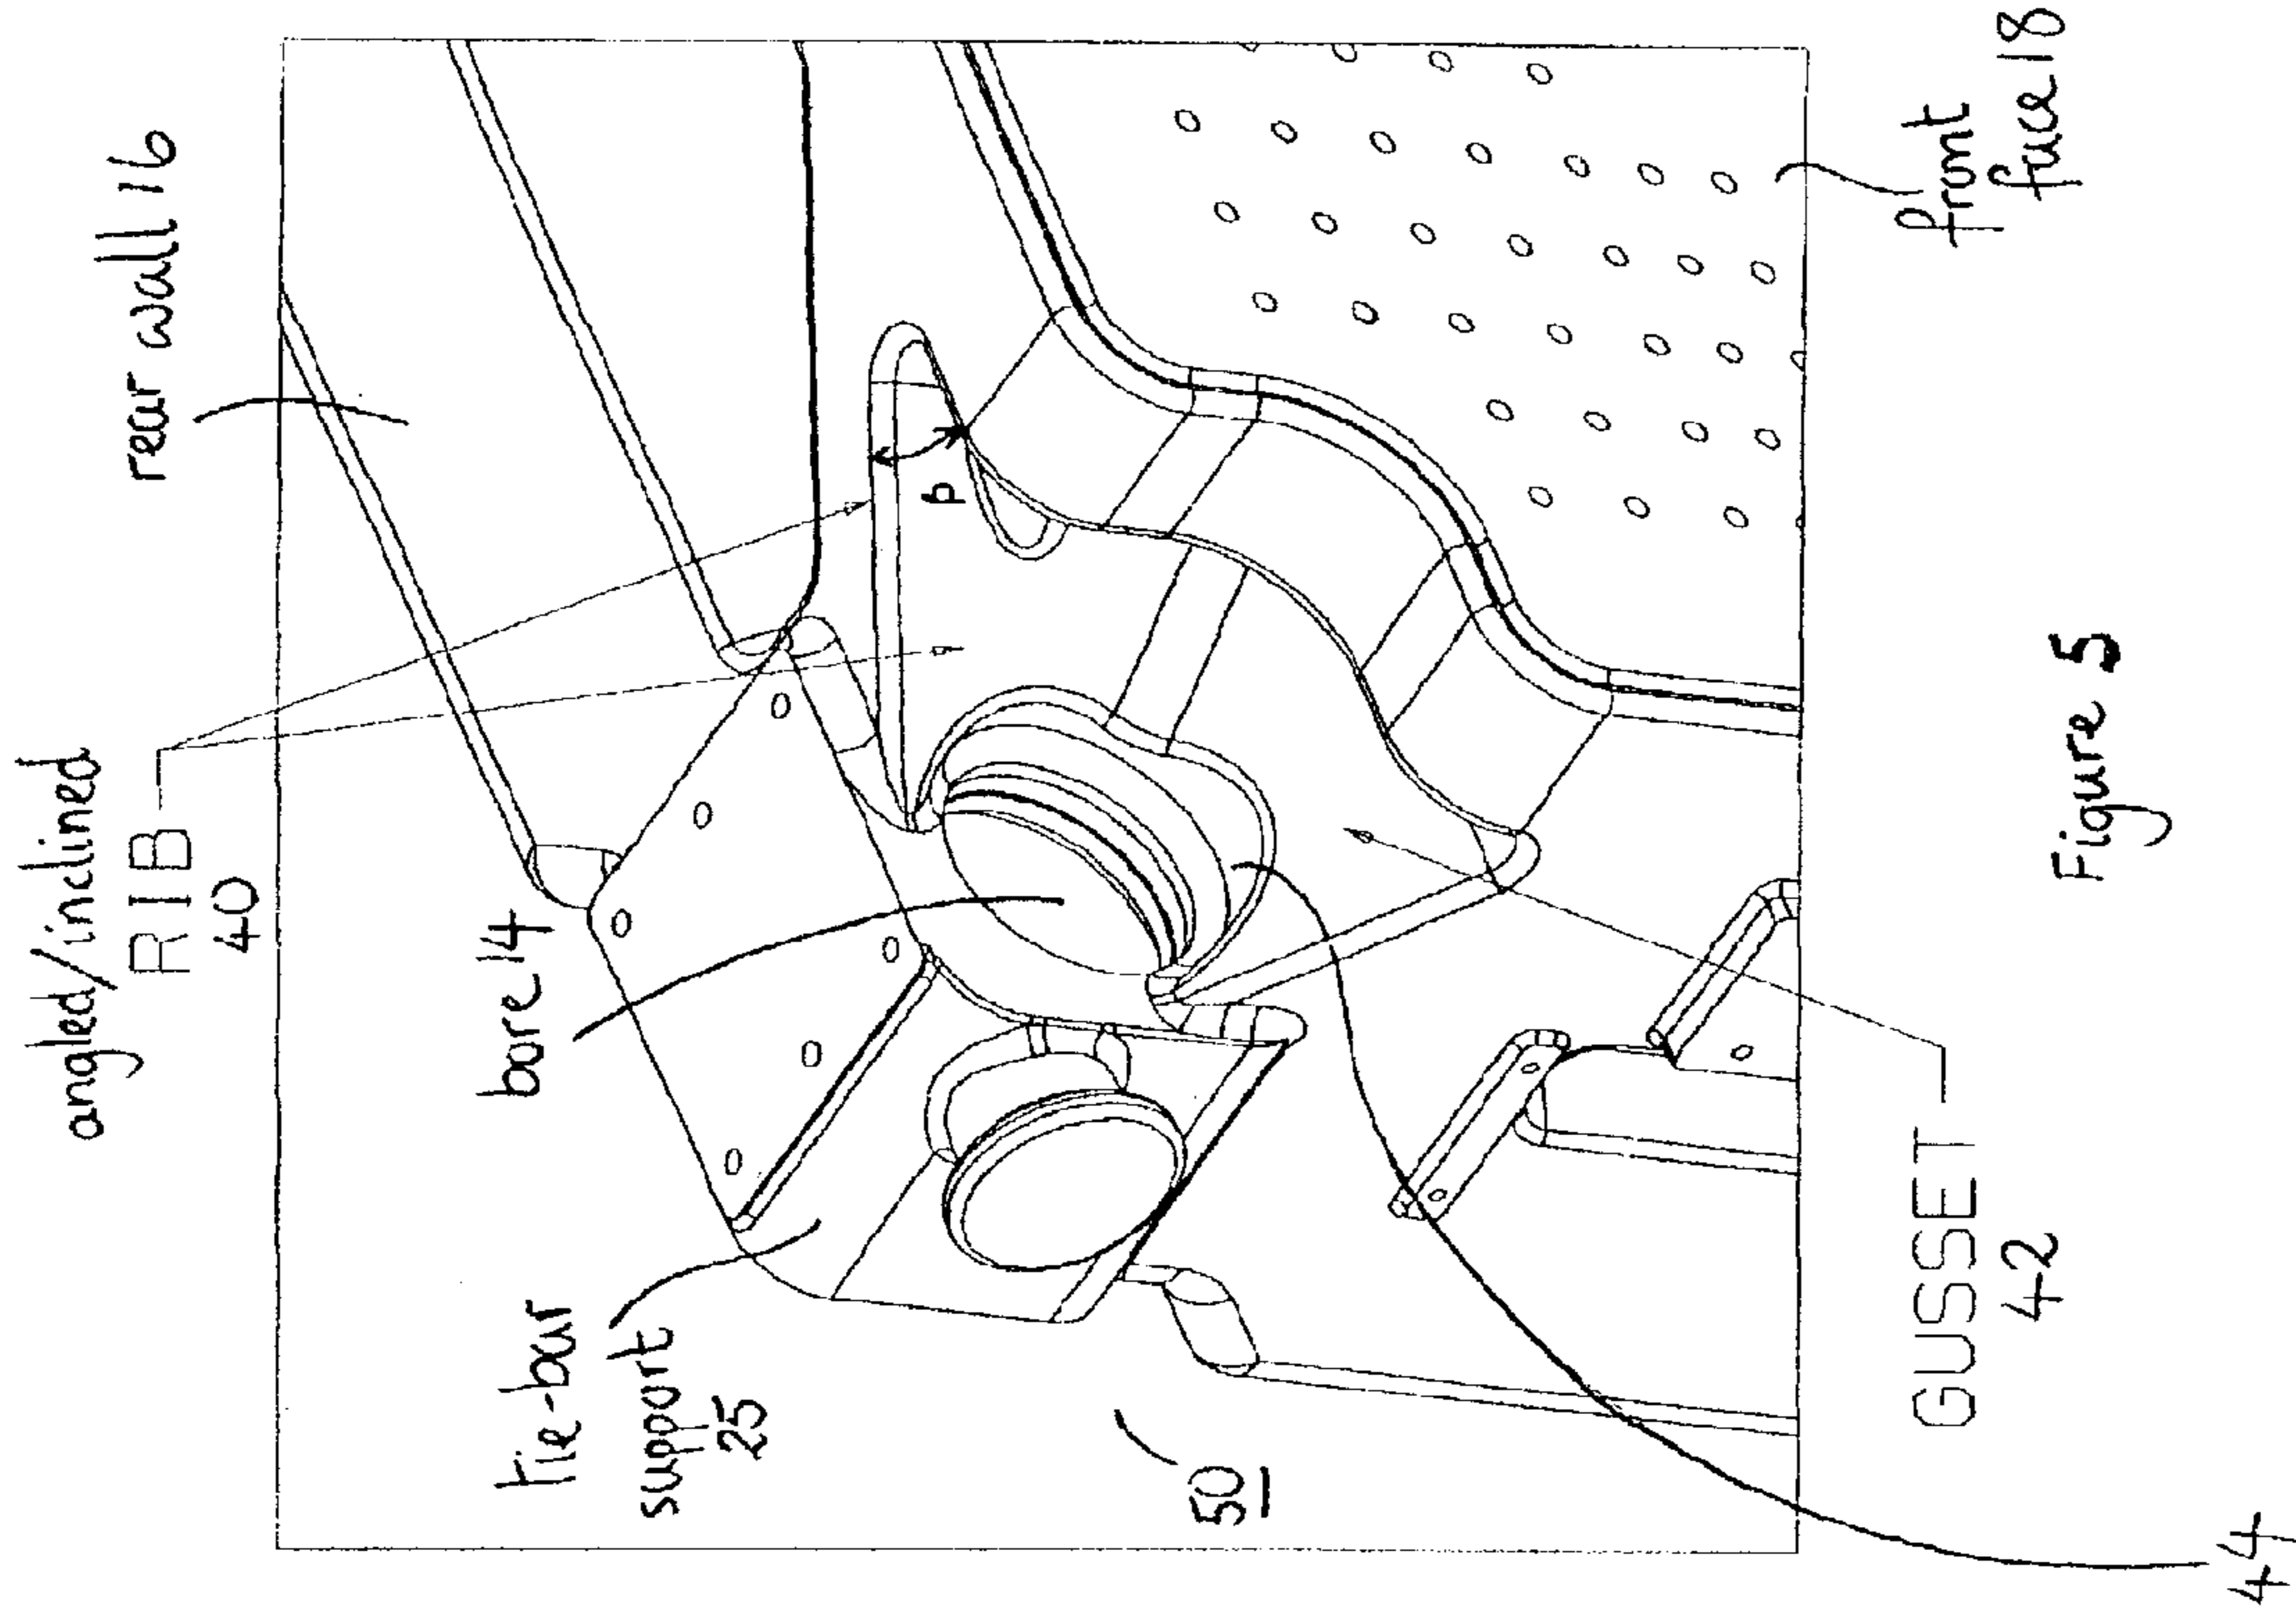 angled/inclined
RIB
40
rear wall 16
bore 14
tie-bar
support
25
50
front
face 18
GUSSET
42
Figure 5
44